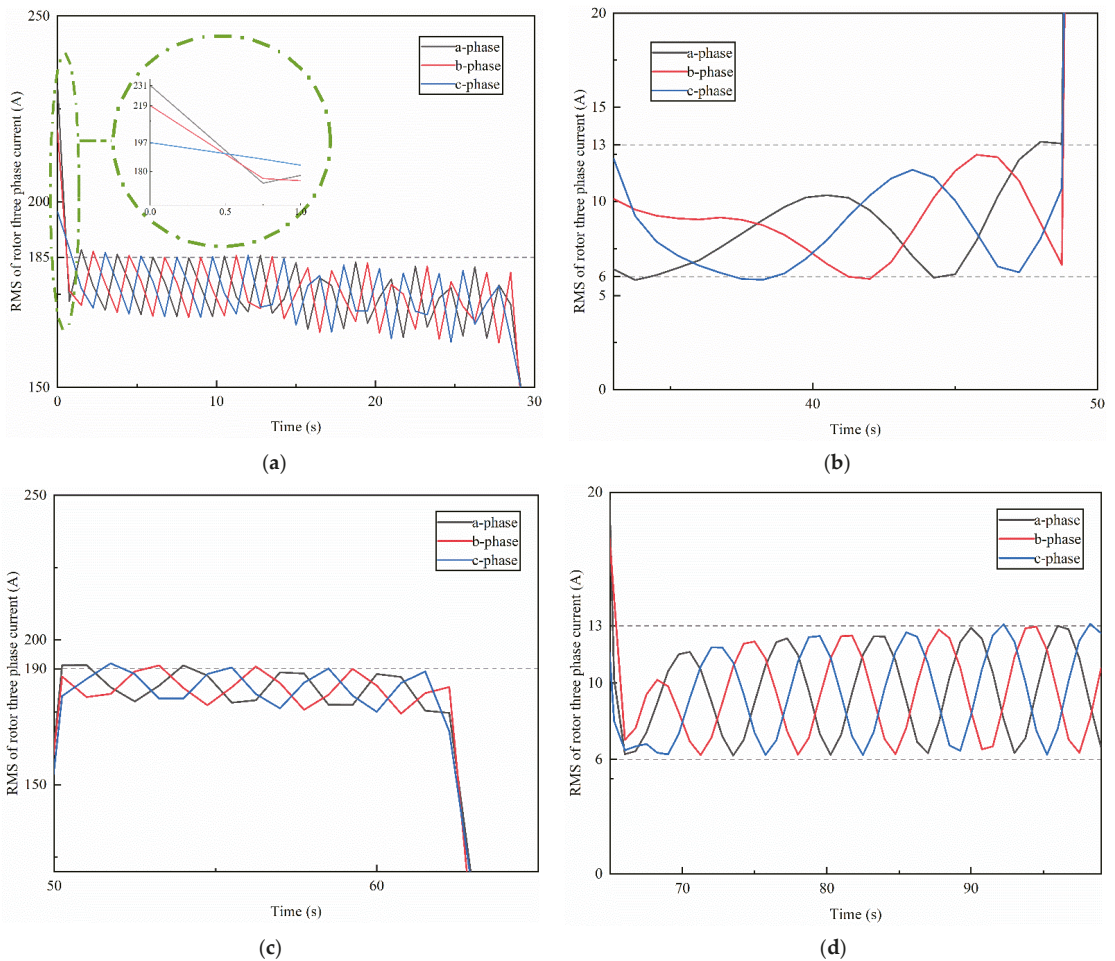 250
200
185
150
RMS of rotor three phase current (A)
a-phase
b-phase
c-phase
231
219
197
180
0.0
0.5
1.0
0
10
20
30
Time (s)
(a)
20
15
13
10
6
5
0
RMS of rotor three phase current (A)
a-phase
b-phase
c-phase
40
50
Time (s)
(b)
250
200
190
150
RMS of rotor three phase current (A)
a-phase
b-phase
c-phase
50
60
Time (s)
(c)
20
13
10
6
0
RMS of rotor three phase current (A)
a-phase
b-phase
c-phase
70
80
90
Time (s)
(d)